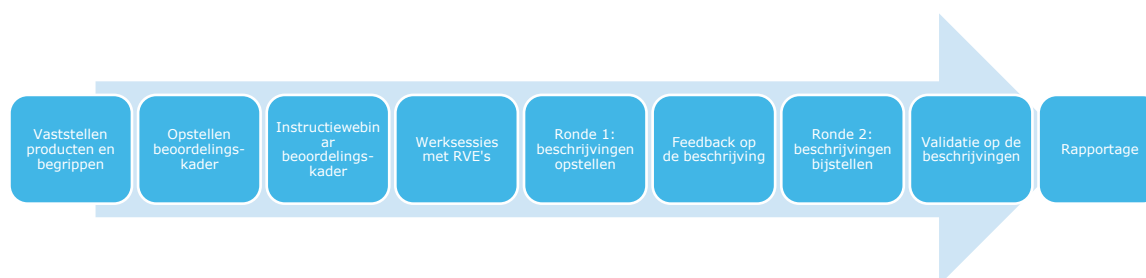 Vaststellen
producten en
begrippen
Opstellen
beoordelings-
kader
Instructiewebin
ar
beoordelings-
kader
Werksessies
met RVE's
Ronde 1:
beschrijvingen
opstellen
Feedback op
de beschrijving
Ronde 2:
beschrijvingen
bijstellen
Validatie op de
beschrijvingen
Rapportage